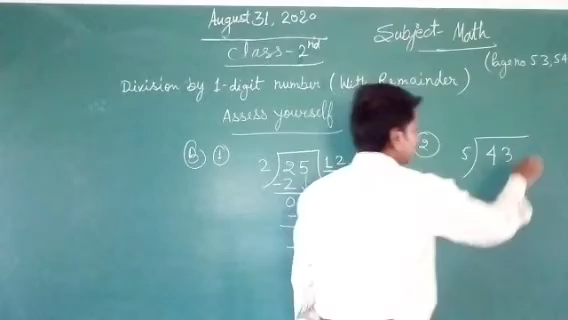 August 31, 2020
Subject- Math
Class-2nd
(Page no 53, 54
Division by 1-digit number (With Remainder)
Assess yourself
(B) (1) 2) 25 | 12
-2
0
(2) 5) 43